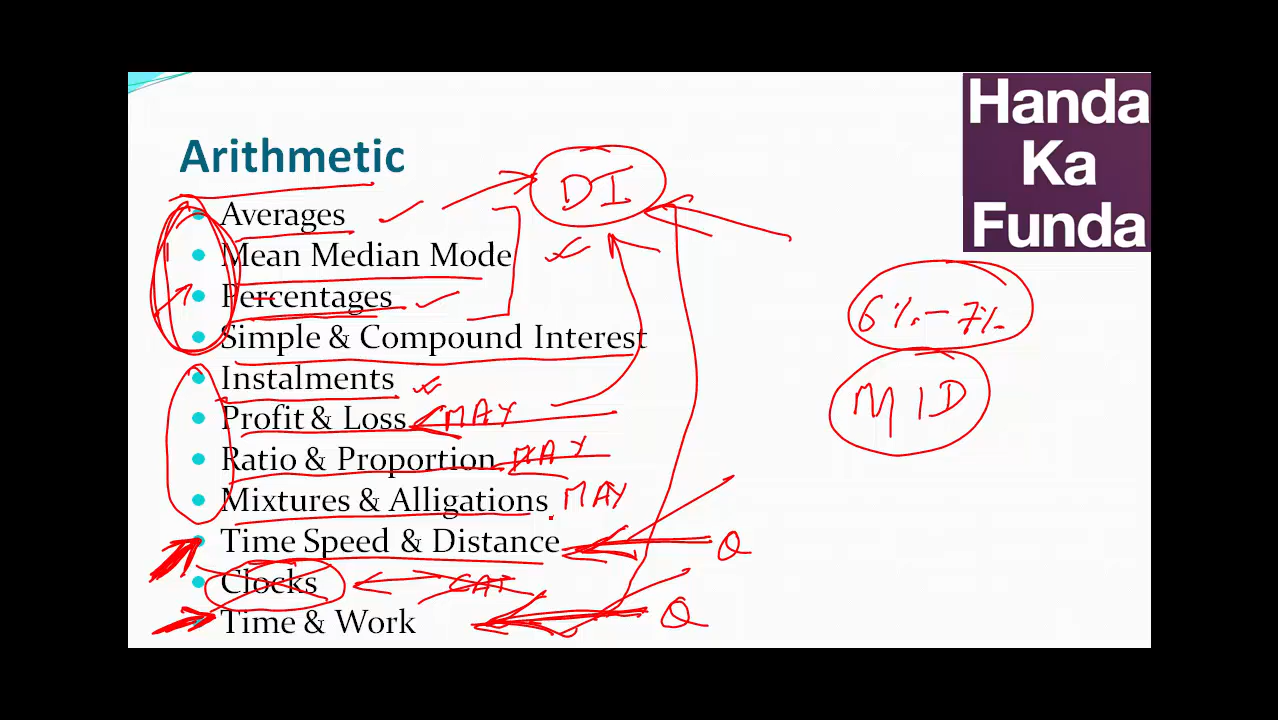 Handa
Ka
Funda
Arithmetic
DI
Averages
Mean Median Mode
Percentages
6%-7%
Simple & Compound Interest
Instalments
MID
Profit & Loss MAY
Ratio & Proportion MAY
Mixtures & Alligations MAY
Time Speed & Distance Q
Clocks CAT
Time & Work Q